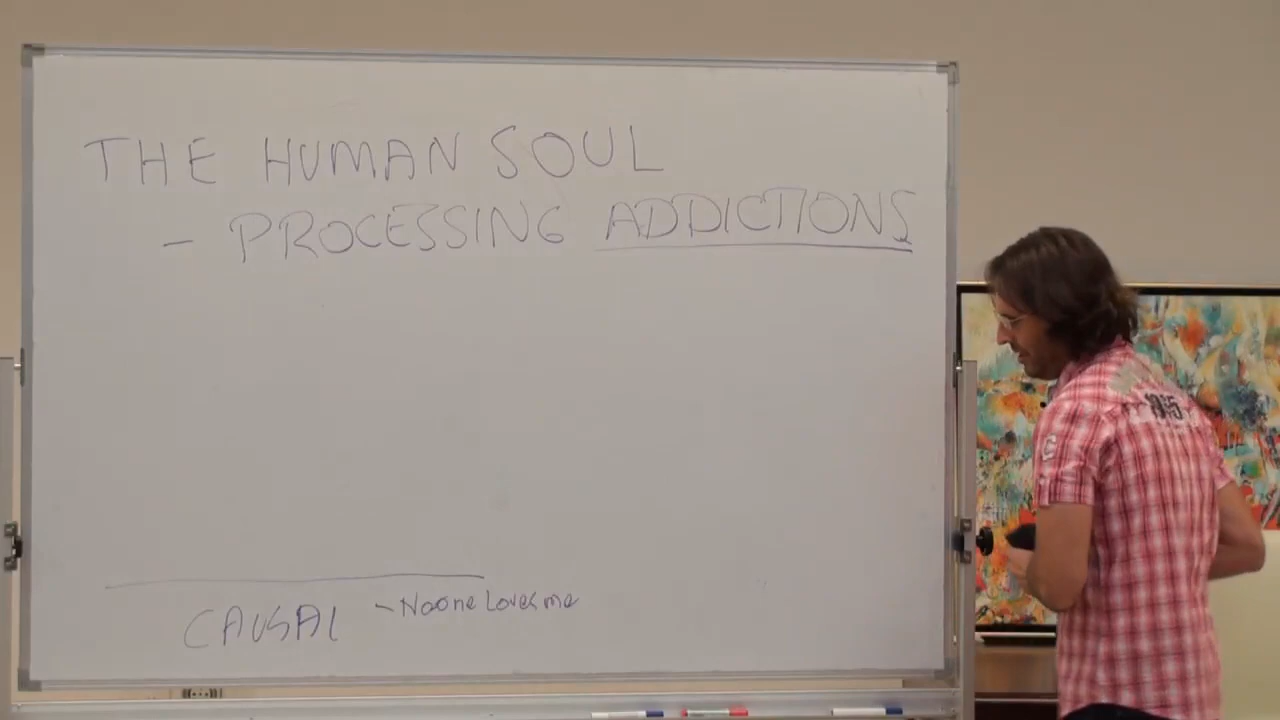 THE HUMAN SOUL
- PROCESSING ADDICTIONS
CAUSAL - No one Loves me